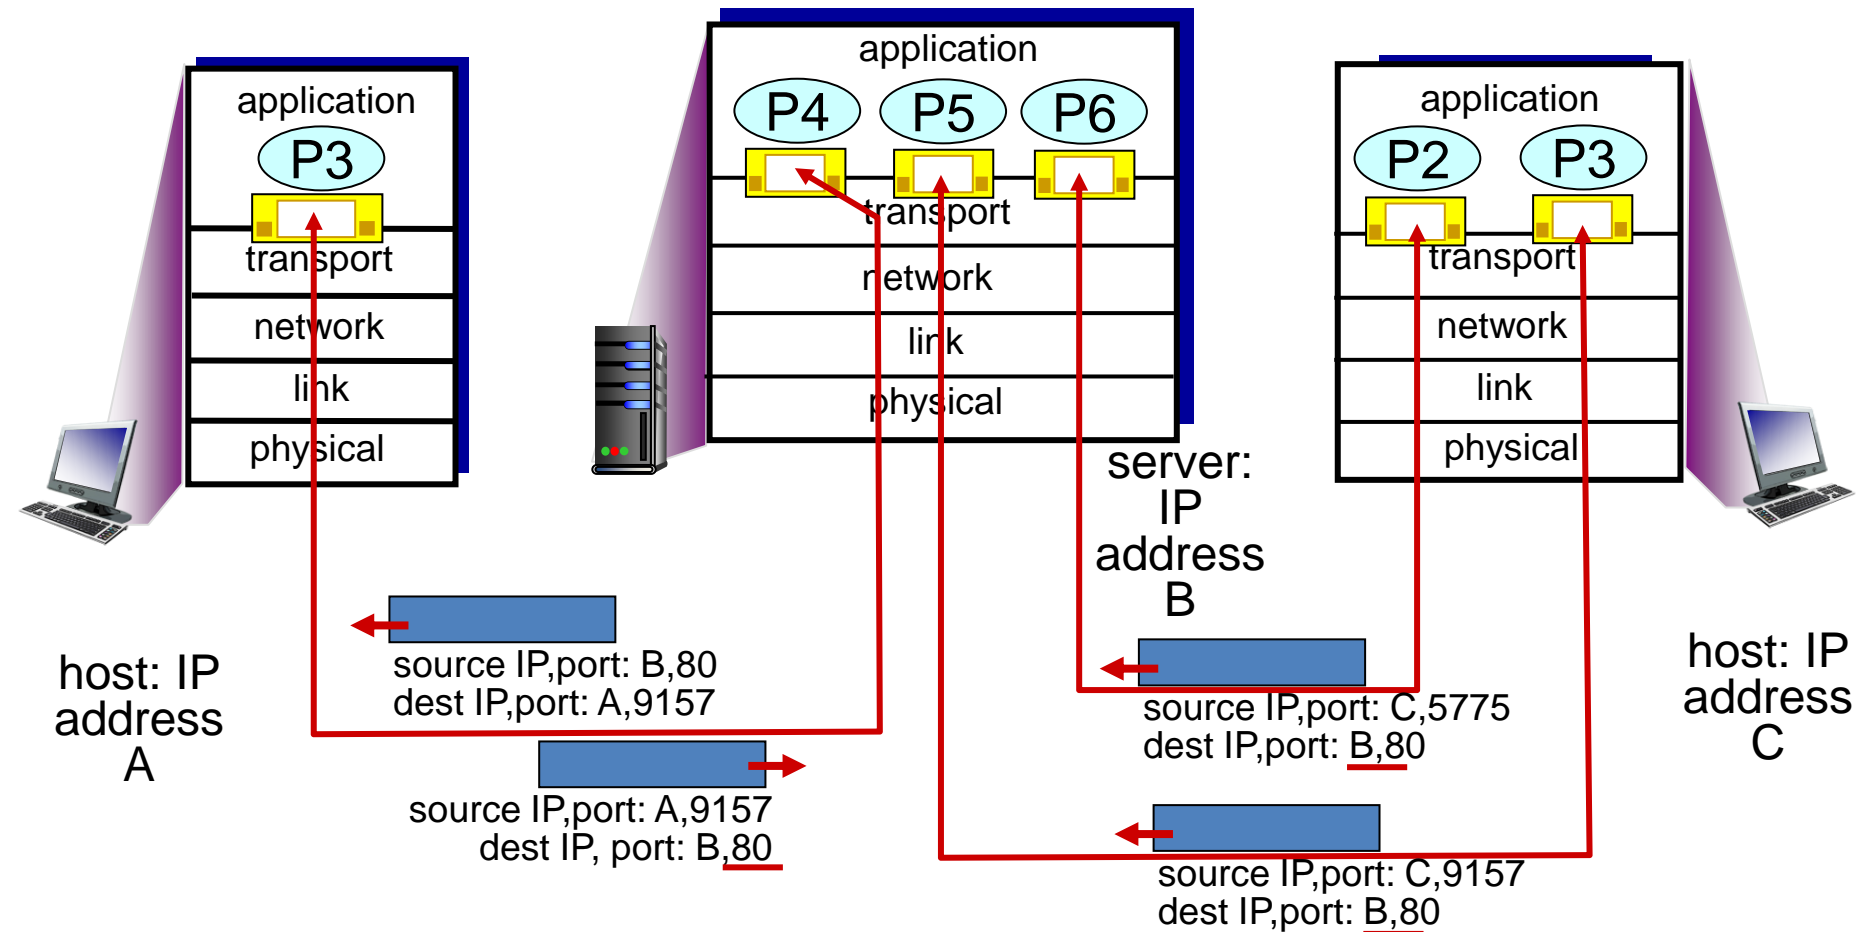 application
P3
transport
network
link
physical
host: IP
address
A
application
P4
P5
P6
transport
network
link
physical
server:
IP
address
B
application
P2
P3
transport
network
link
physical
host: IP
address
C
source IP,port: B,80
dest IP,port: A,9157
source IP,port: A,9157
dest IP, port: B,80
source IP,port: C,5775
dest IP,port: B,80
source IP,port: C,9157
dest IP,port: B,80